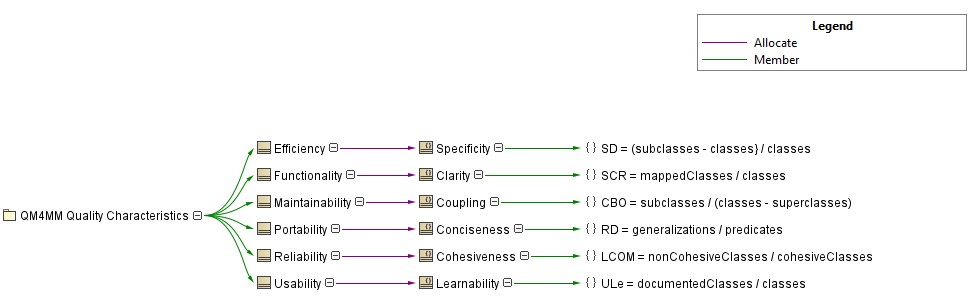 Legend
Allocate
Member
Efficiency Specificity { } SD = (subclasses - classes} / classes
Functionality Clarity { } SCR = mappedClasses / classes
Maintainability Coupling { } CBO = subclasses / (classes - superclasses)
QM4MM Quality Characteristics
Portability Conciseness { } RD = generalizations / predicates
Reliability Cohesiveness { } LCOM = nonCohesiveClasses / cohesiveClasses
Usability Learnability { } ULe = documentedClasses / classes